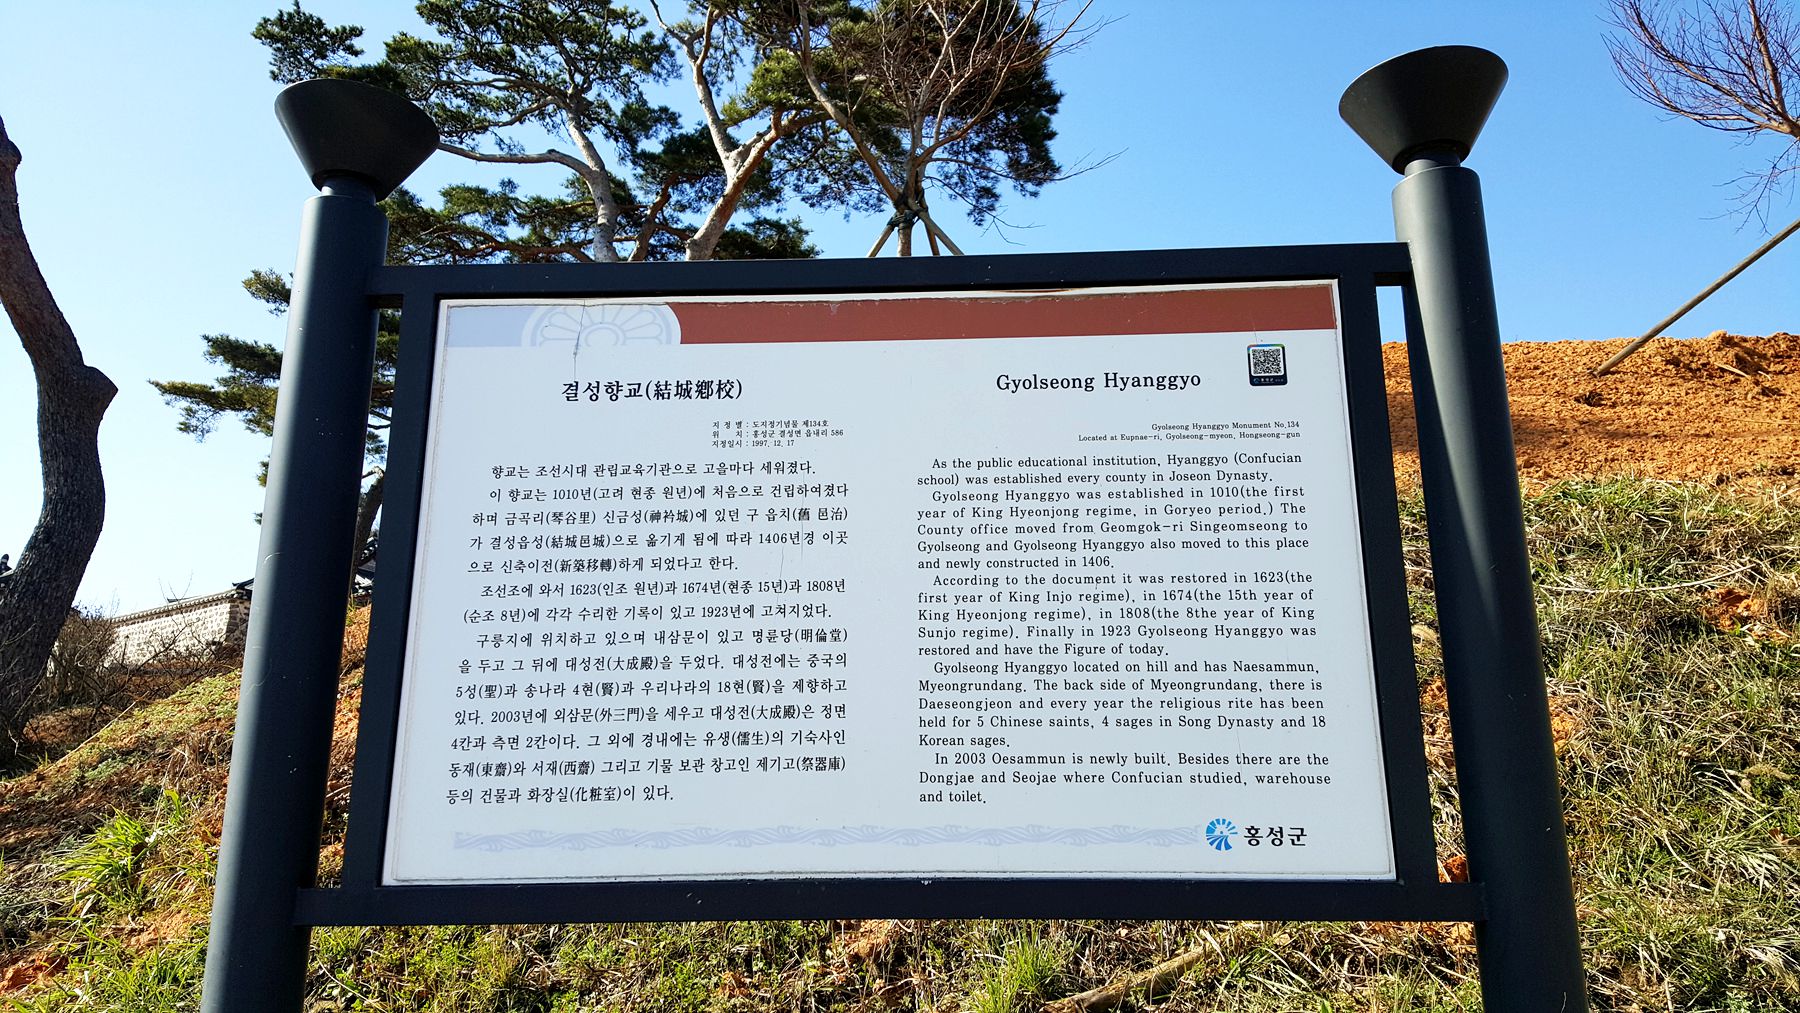 결성향교(結城鄕校)
지 정 별 : 도지정기념물 제134호
위 치 : 홍성군 결성면 읍내리 586
지정일시 : 1997. 12. 17
향교는 조선시대 관립교육기관으로 고을마다 세워졌다.
이 향교는 1010년(고려 현종 원년)에 처음으로 건립하여졌다
하며 금곡리(琴谷里) 신금성(神衿城)에 있던 구 읍치(舊 邑治)
가 결성읍성(結城邑城)으로 옮기게 됨에 따라 1406년경 이곳
으로 신축이전(新築移轉)하게 되었다고 한다.
조선조에 와서 1623(인조 원년)과 1674년(현종 15년)과 1808년
(순조 8년)에 각각 수리한 기록이 있고 1923년에 고쳐지었다.
구릉지에 위치하고 있으며 내삼문이 있고 명륜당(明倫堂)
을 두고 그 뒤에 대성전(大成殿)을 두었다. 대성전에는 중국의
5성(聖)과 송나라 4현(賢)과 우리나라의 18현(賢)을 제향하고
있다. 2003년에 외삼문(外三門)을 세우고 대성전(大成殿)은 정면
4칸과 측면 2칸이다. 그 외에 경내에는 유생(儒生)의 기숙사인
동재(東齋)와 서재(西齋) 그리고 기물 보관 창고인 제기고(祭器庫)
등의 건물과 화장실(化粧室)이 있다.
Gyolseong Hyanggyo
Gyolseong Hyanggyo Monument No.134
Located at Eupnae-ri, Gyolseong-myeon, Hongseong-gun
As the public educational institution, Hyanggyo (Confucian
school) was established every county in Joseon Dynasty.
Gyolseong Hyanggyo was established in 1010(the first
year of King Hyeonjong regime, in Goryeo period.) The
County office moved from Geomgok-ri Singeomseong to
Gyolseong and Gyolseong Hyanggyo also moved to this place
and newly constructed in 1406.
According to the document it was restored in 1623(the
first year of King Injo regime), in 1674(the 15th year of
King Hyeonjong regime), in 1808(the 8the year of King
Sunjo regime). Finally in 1923 Gyolseong Hyanggyo was
restored and have the Figure of today.
Gyolseong Hyanggyo located on hill and has Naesammun,
Myeongrundang. The back side of Myeongrundang, there is
Daeseongjeon and every year the religious rite has been
held for 5 Chinese saints, 4 sages in Song Dynasty and 18
Korean sages.
In 2003 Oesammun is newly built. Besides there are the
Dongjae and Seojae where Confucian studied, warehouse
and toilet.
홍성군